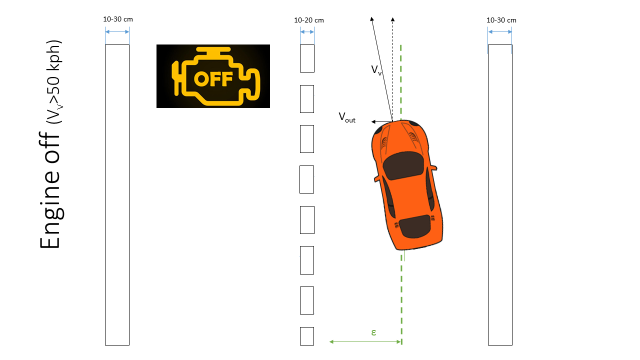 10-30 cm
10-20 cm
10-30 cm
Engine off (Vv>50 kph)
OFF
Vv
Vout
ε